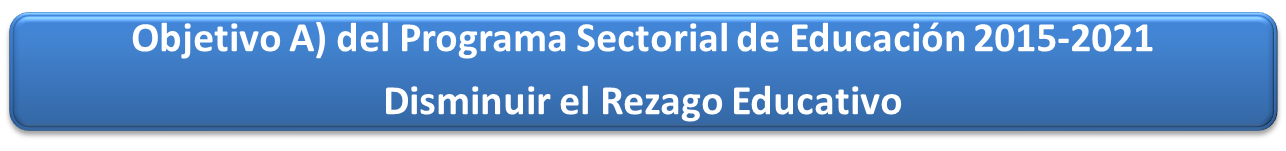 Objetivo A) del Programa Sectorial de Educación 2015-2021
Disminuir el Rezago Educativo